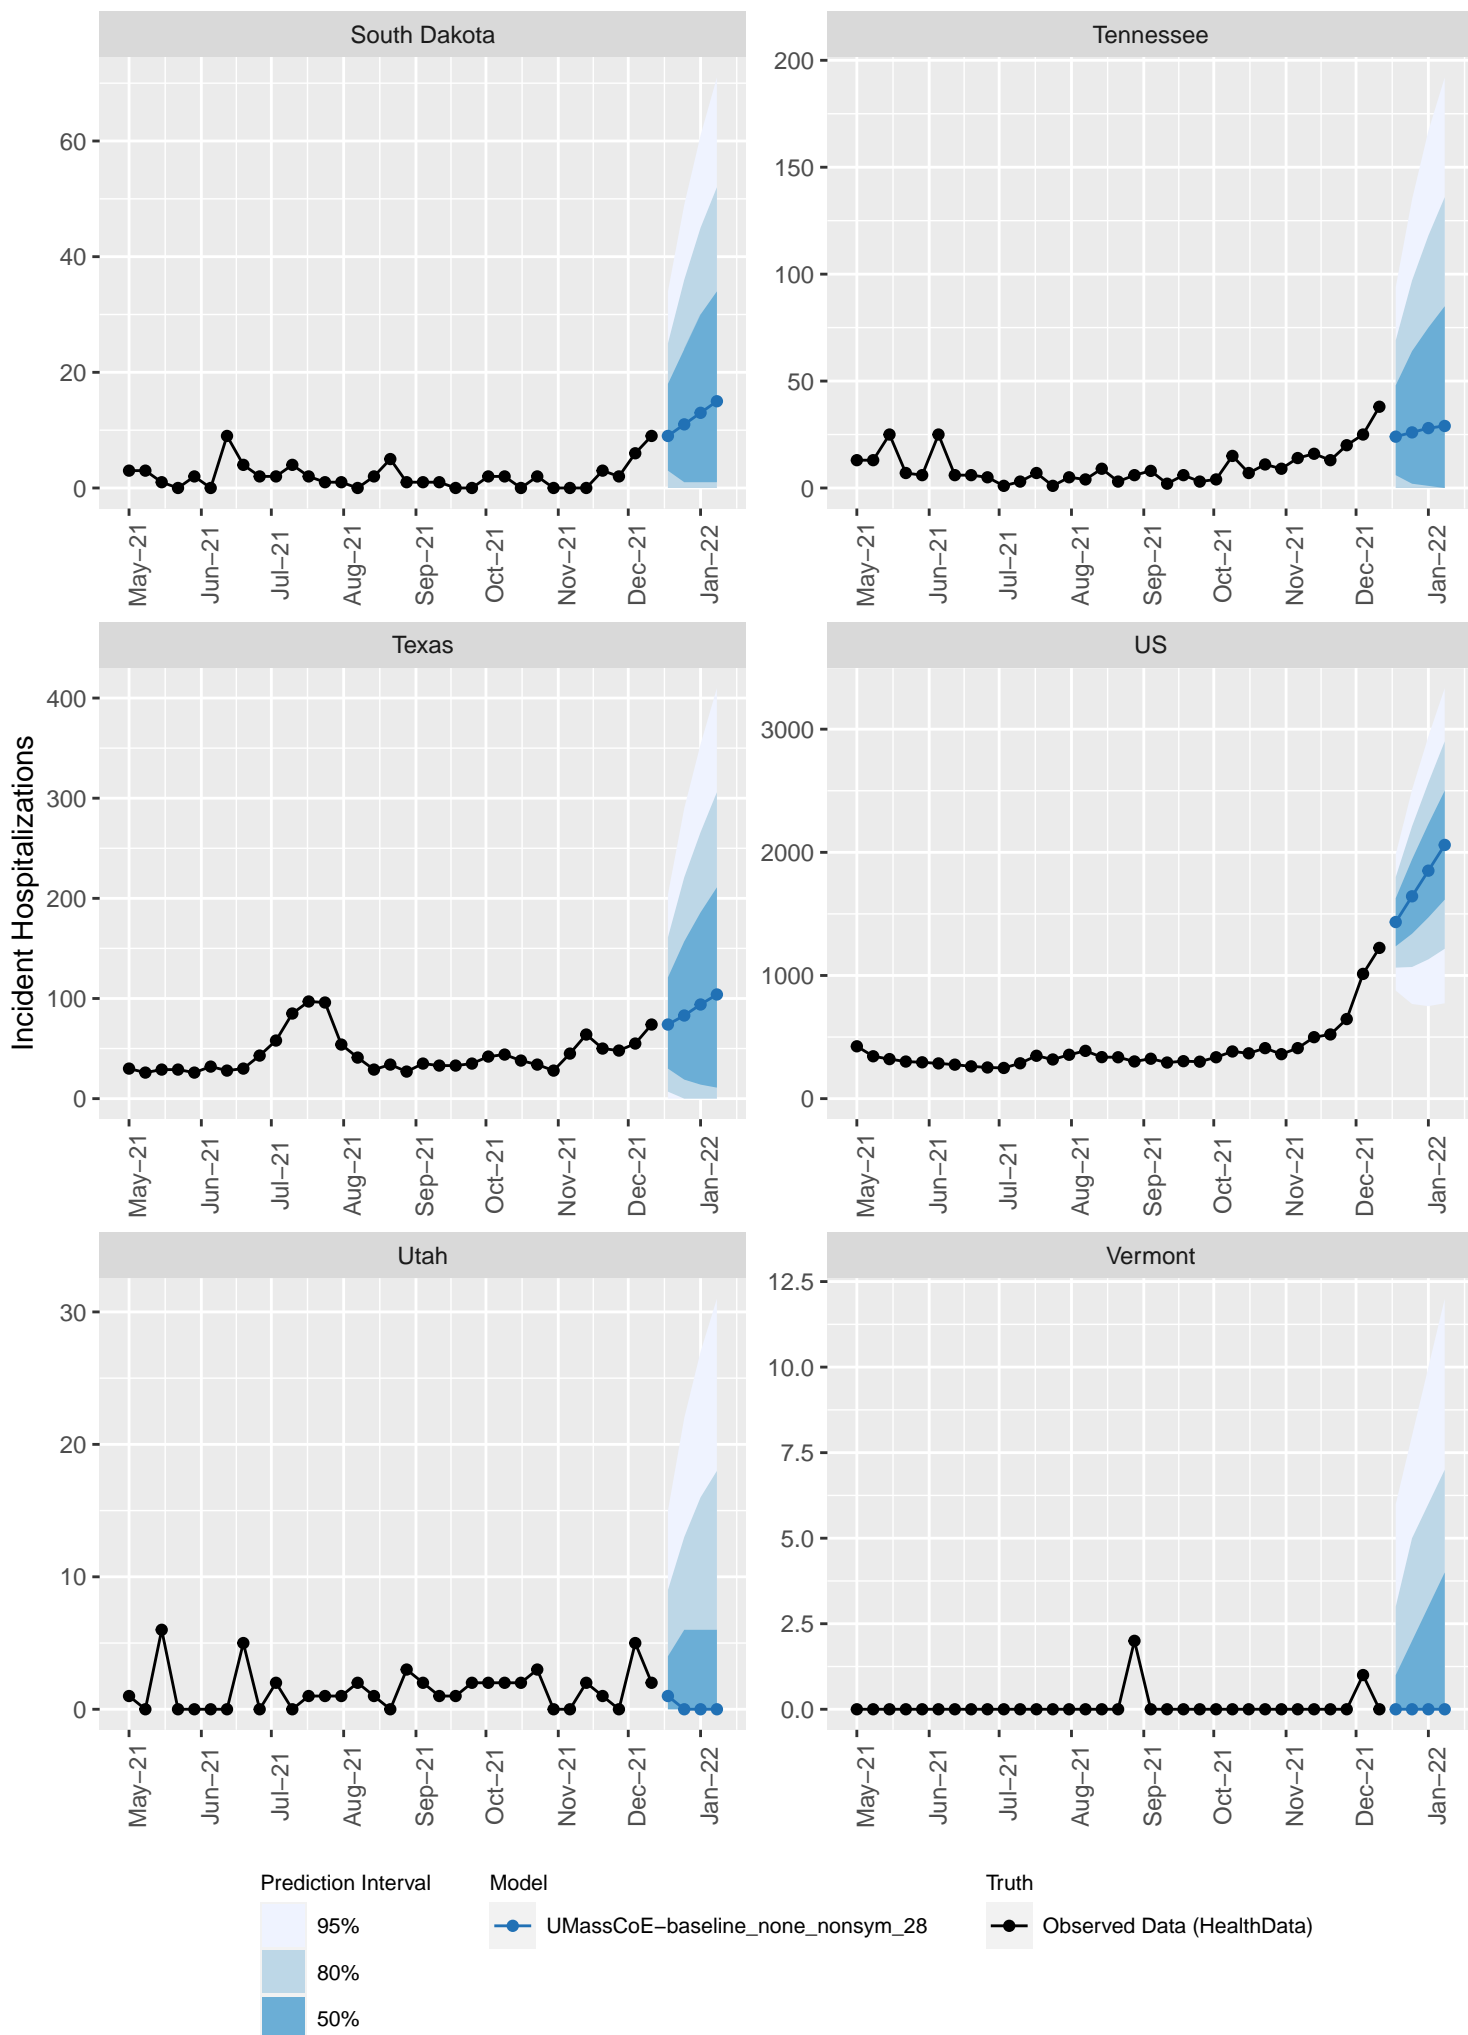 South Dakota
Tennessee
60
40
20
0
200
150
100
50
0
May−21
Jun−21
Jul−21
Aug−21
Sep−21
Oct−21
Nov−21
Dec−21
Jan−22
May−21
Jun−21
Jul−21
Aug−21
Sep−21
Oct−21
Nov−21
Dec−21
Jan−22
Incident Hospitalizations
Texas
US
400
300
200
100
0
3000
2000
1000
0
May−21
Jun−21
Jul−21
Aug−21
Sep−21
Oct−21
Nov−21
Dec−21
Jan−22
May−21
Jun−21
Jul−21
Aug−21
Sep−21
Oct−21
Nov−21
Dec−21
Jan−22
Utah
Vermont
30
20
10
0
12.5
10.0
7.5
5.0
2.5
0.0
May−21
Jun−21
Jul−21
Aug−21
Sep−21
Oct−21
Nov−21
Dec−21
Jan−22
May−21
Jun−21
Jul−21
Aug−21
Sep−21
Oct−21
Nov−21
Dec−21
Jan−22
Prediction Interval
95%
80%
50%
Model
UMassCoE−baseline_none_nonsym_28
Truth
Observed Data (HealthData)